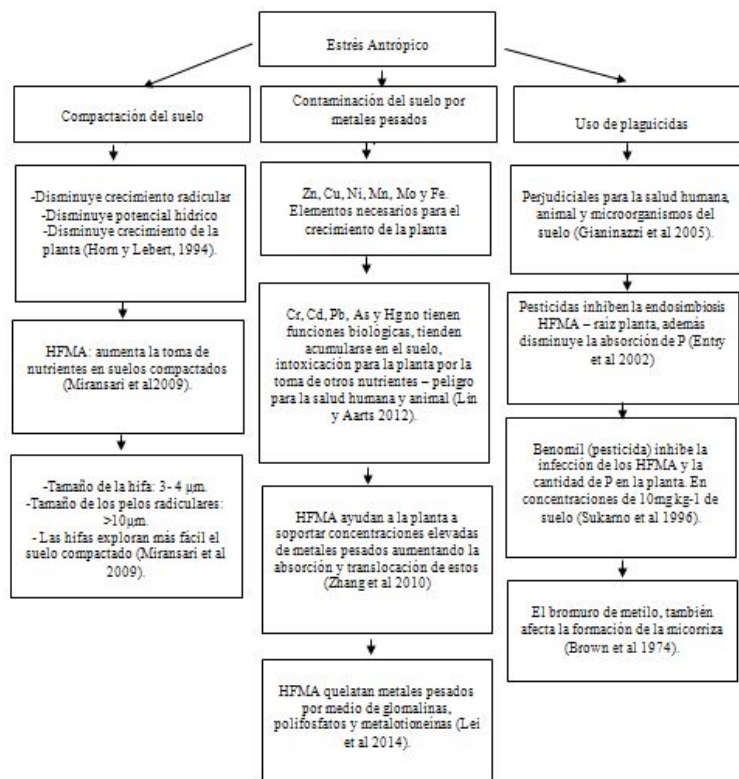 Estrés Antrópico
Compactación del suelo
-Disminuye crecimiento radicular
-Disminuye potencial hídrico
-Disminuye crecimiento de la
planta (Horn y Lebert, 1994).
HFMA: aumenta la toma de
nutrientes en suelos compactados
(Miransari et al2009).
-Tamaño de la hifa: 3- 4 µm.
-Tamaño de los pelos radiculares:
>10µm.
- Las hifas exploran más fácil el
suelo compactado (Miransari et al
2009).
Contaminación del suelo por
metales pesados
Zn, Cu, Ni, Mn, Mo y Fe.
Elementos necesarios para el
crecimiento de la planta
Cr, Cd, Pb, As y Hg no tienen
funciones biológicas, tienden
acumularse en el suelo,
intoxicación para la planta por la
toma de otros nutrientes – peligro
para la salud humana y animal (Lin
y Aarts 2012).
HFMA ayudan a la planta a
soportar concentraciones elevadas
de metales pesados aumentando la
absorción y translocación de estos
(Zhang et al 2010)
HFMA quelatan metales pesados
por medio de glomalinas,
polifosfatos y metalotioneinas (Lei
et al 2014).
Uso de plaguicidas
Perjudiciales para la salud humana,
animal y microorganismos del
suelo (Gianinazzi et al 2005).
Pesticidas inhiben la endosimbiosis
HFMA – raiz planta, además
disminuye la absorción de P (Entry
et al 2002)
Benomil (pesticida) inhibe la
infección de los HFMA y la
cantidad de P en la planta. En
concentraciones de 10mg kg-1 de
suelo (Sukarno et al 1996).
El bromuro de metilo, también
afecta la formación de la micorriza
(Brown et al 1974).